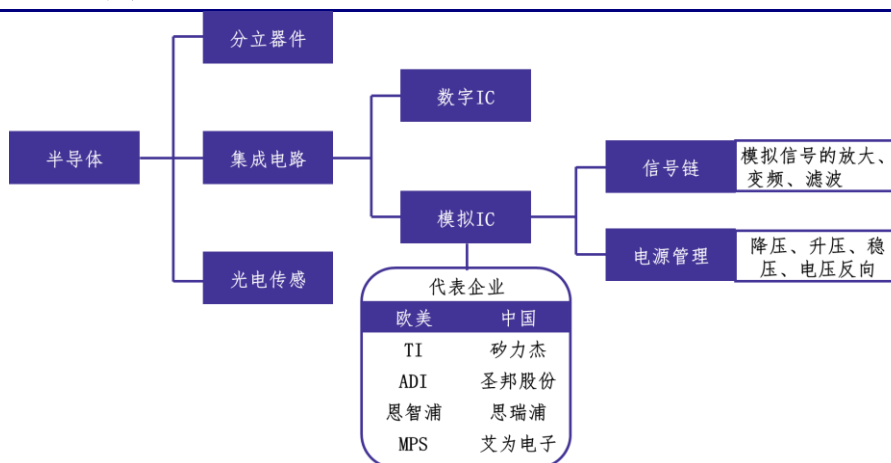 分立器件
数字IC
半导体
集成电路
信号链
模拟信号的放大、
变频、滤波
模拟IC
电源管理
降压、升压、稳
压、电压反向
光电传感
代表企业
欧美 中国
TI 矽力杰
ADI 圣邦股份
恩智浦 思瑞浦
MPS 艾为电子